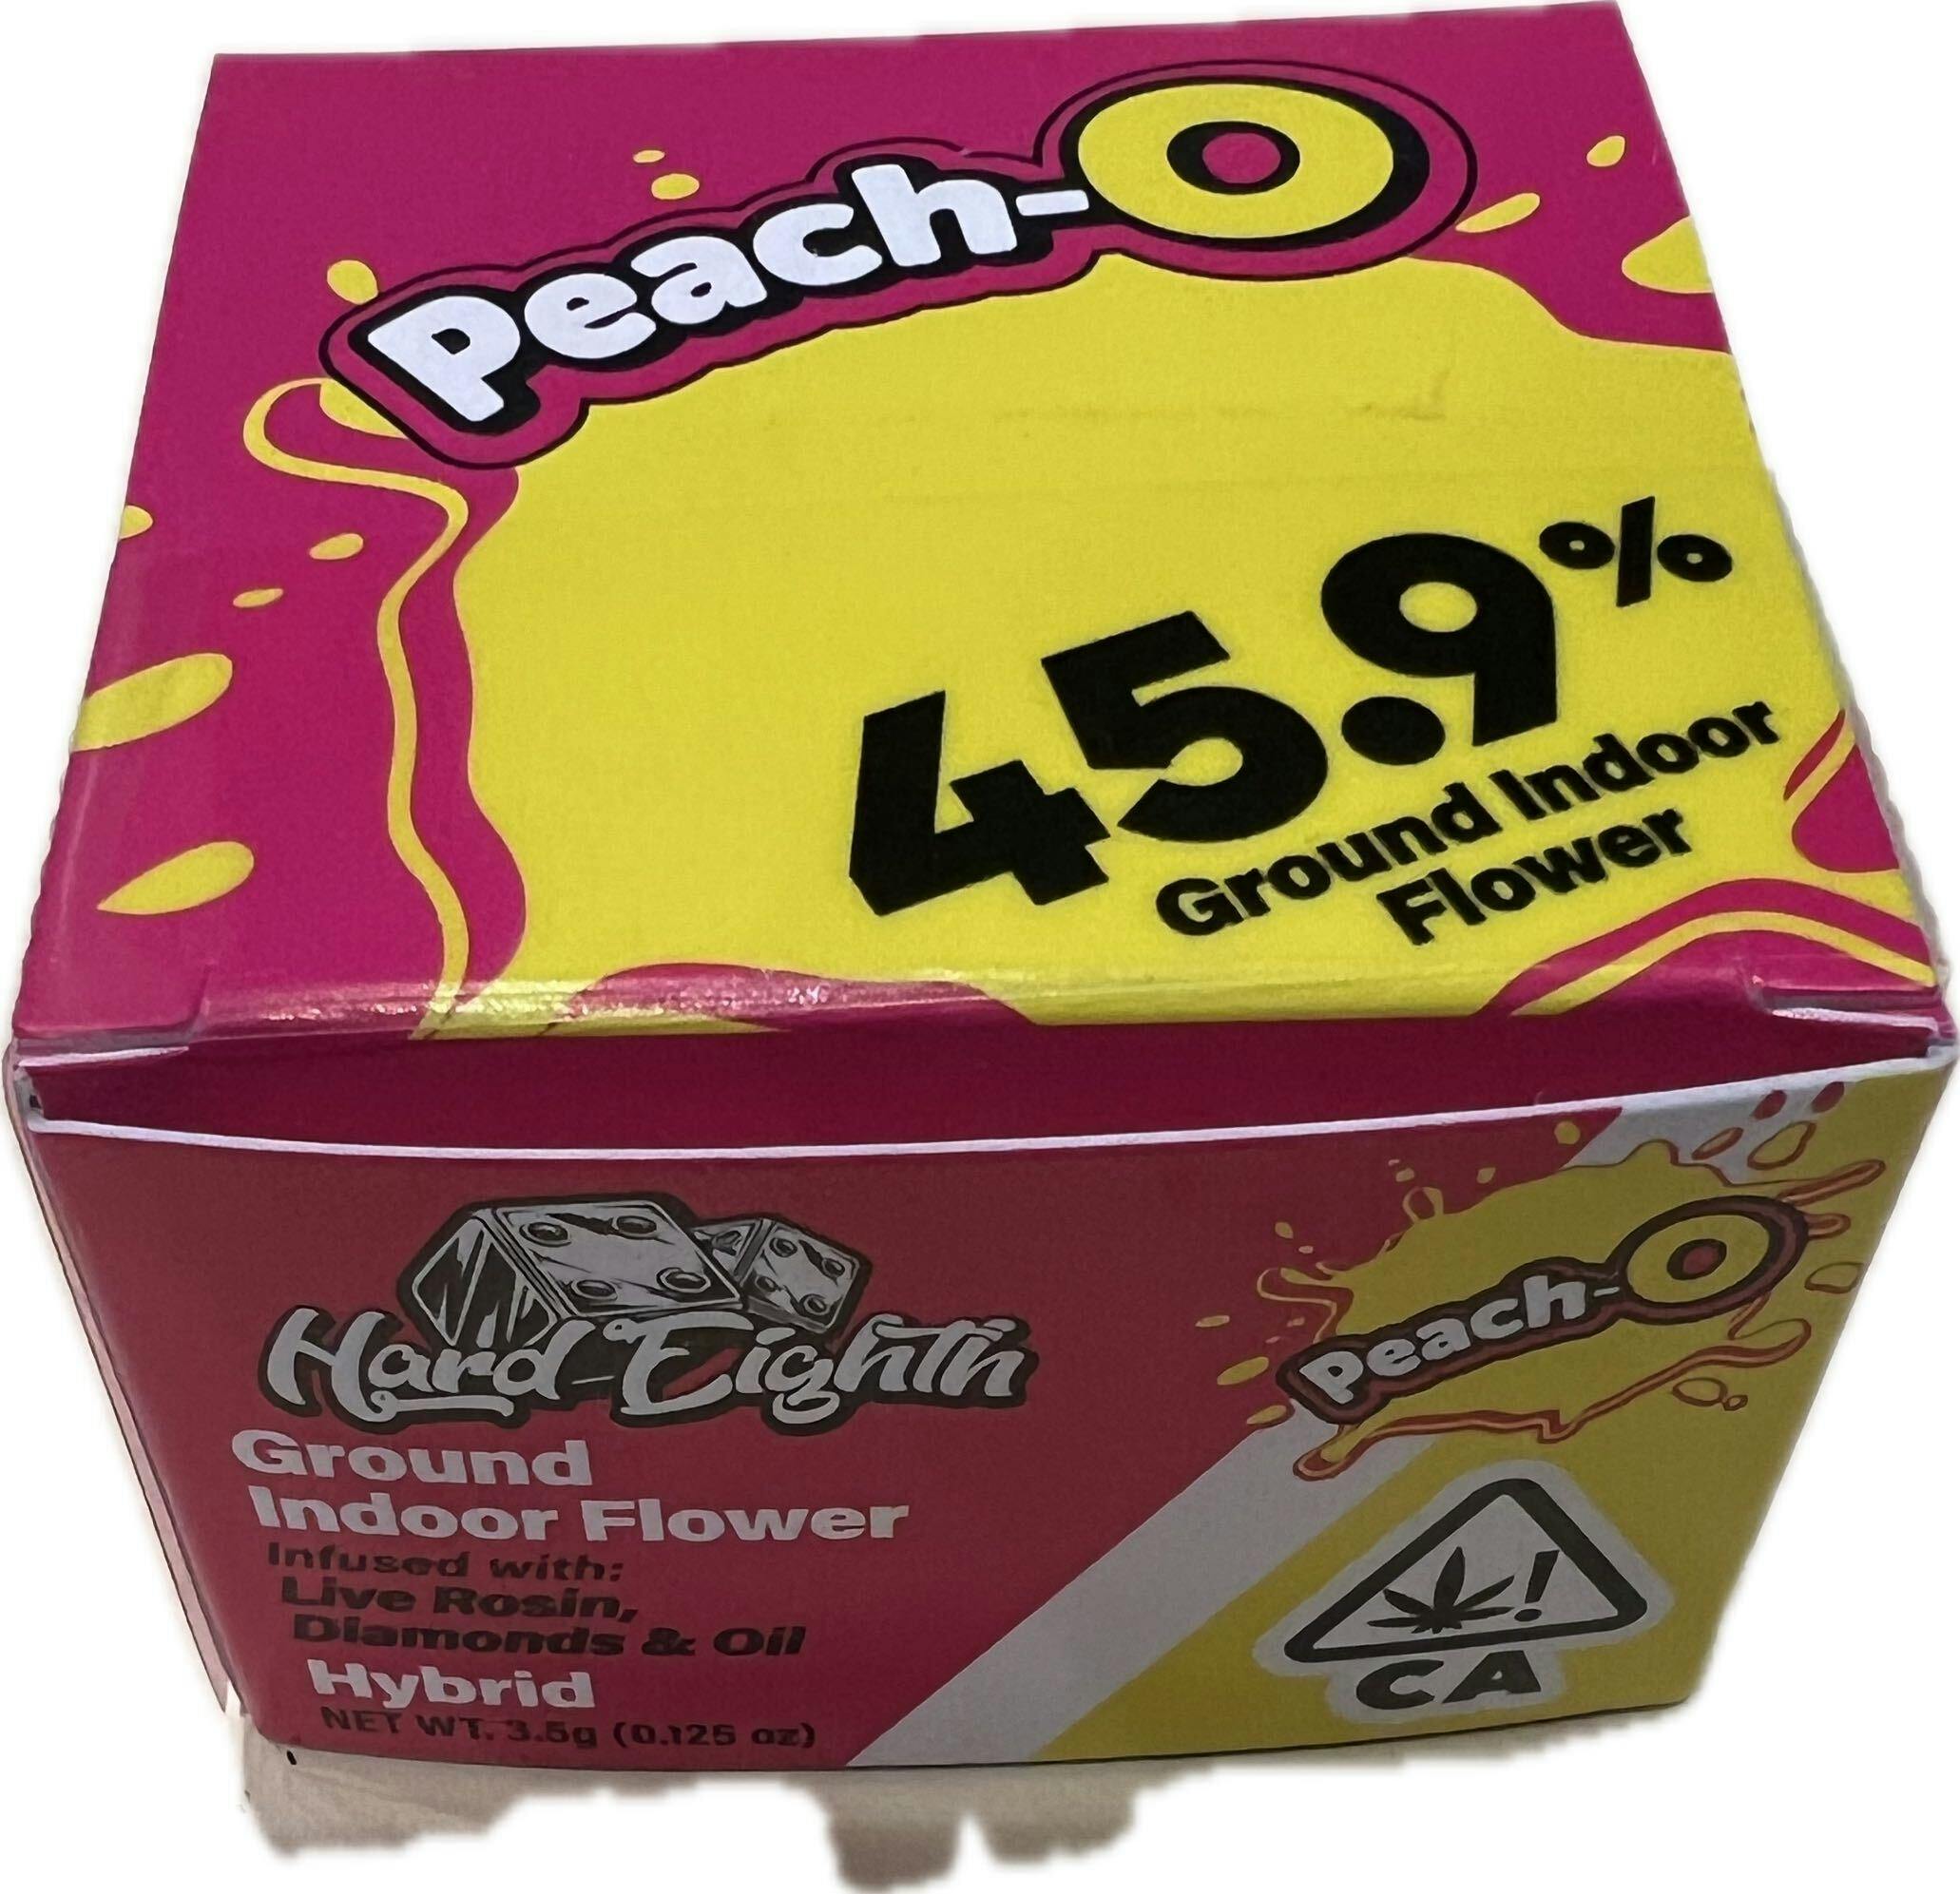 Peach-O
45.9%
Ground Indoor
Flower
Hard Eighth
Ground
Indoor Flower
Infused with:
Live Rosin,
Diamonds & Oil
Hybrid
NET WT. 3.5g (0.125 oz)
Peach-O
!
CA